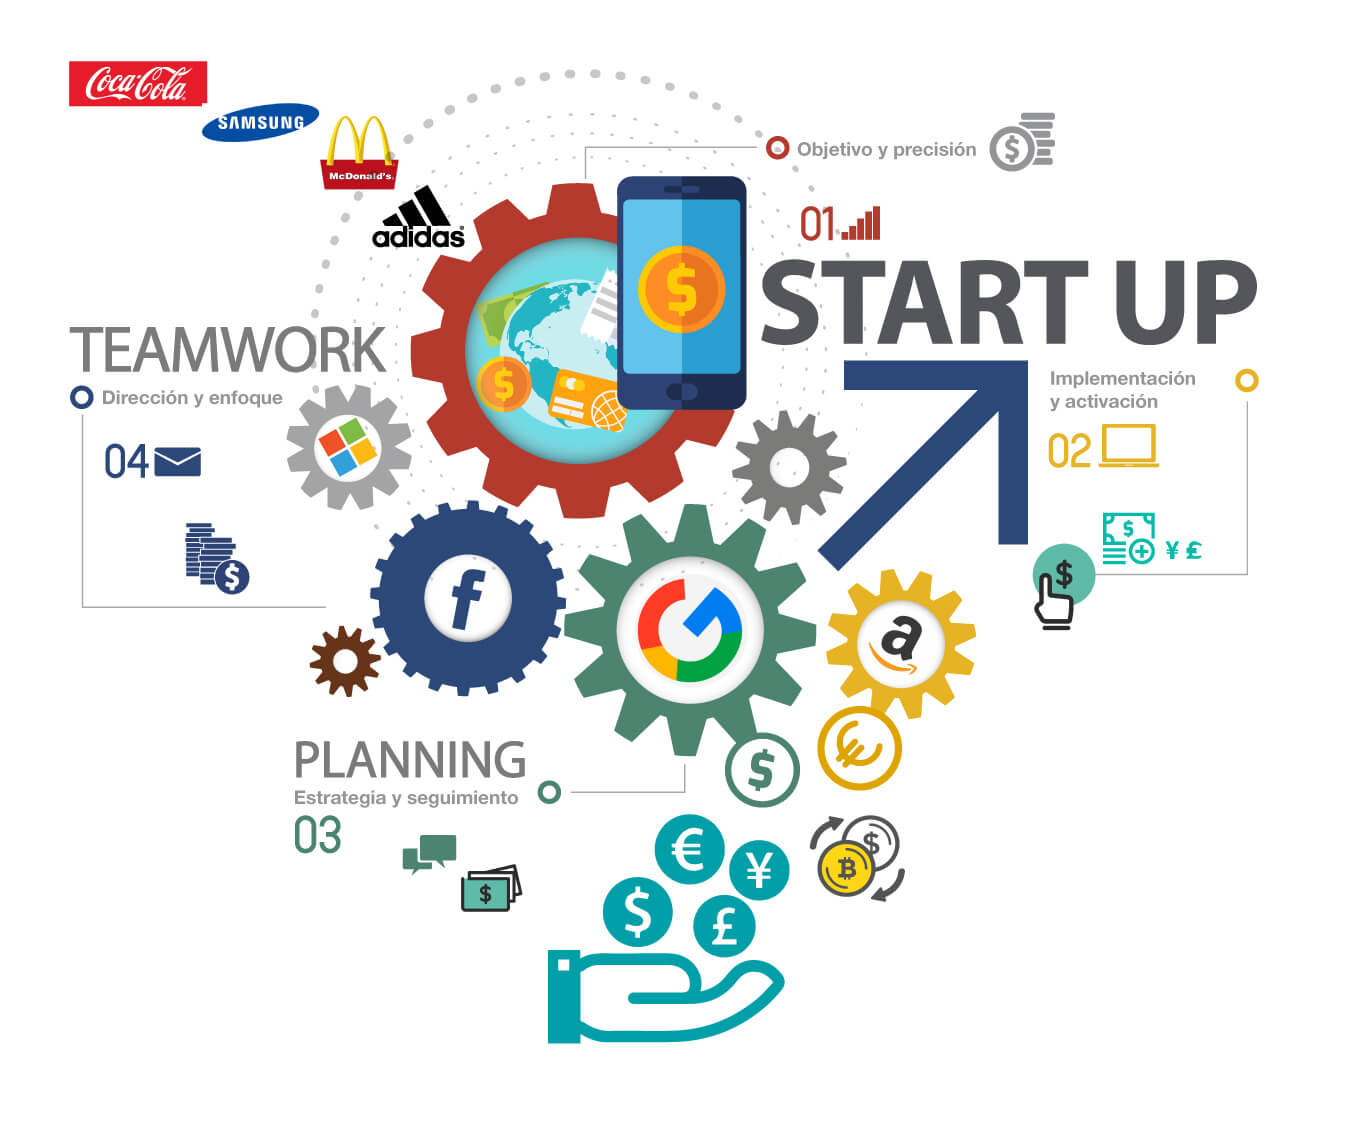 Coca-Cola
SAMSUNG
McDonald's
adidas
Objetivo y precisión
01
START UP
TEAMWORK
Dirección y enfoque
04
Implementación
y activación
02
PLANNING
Estrategia y seguimiento
03